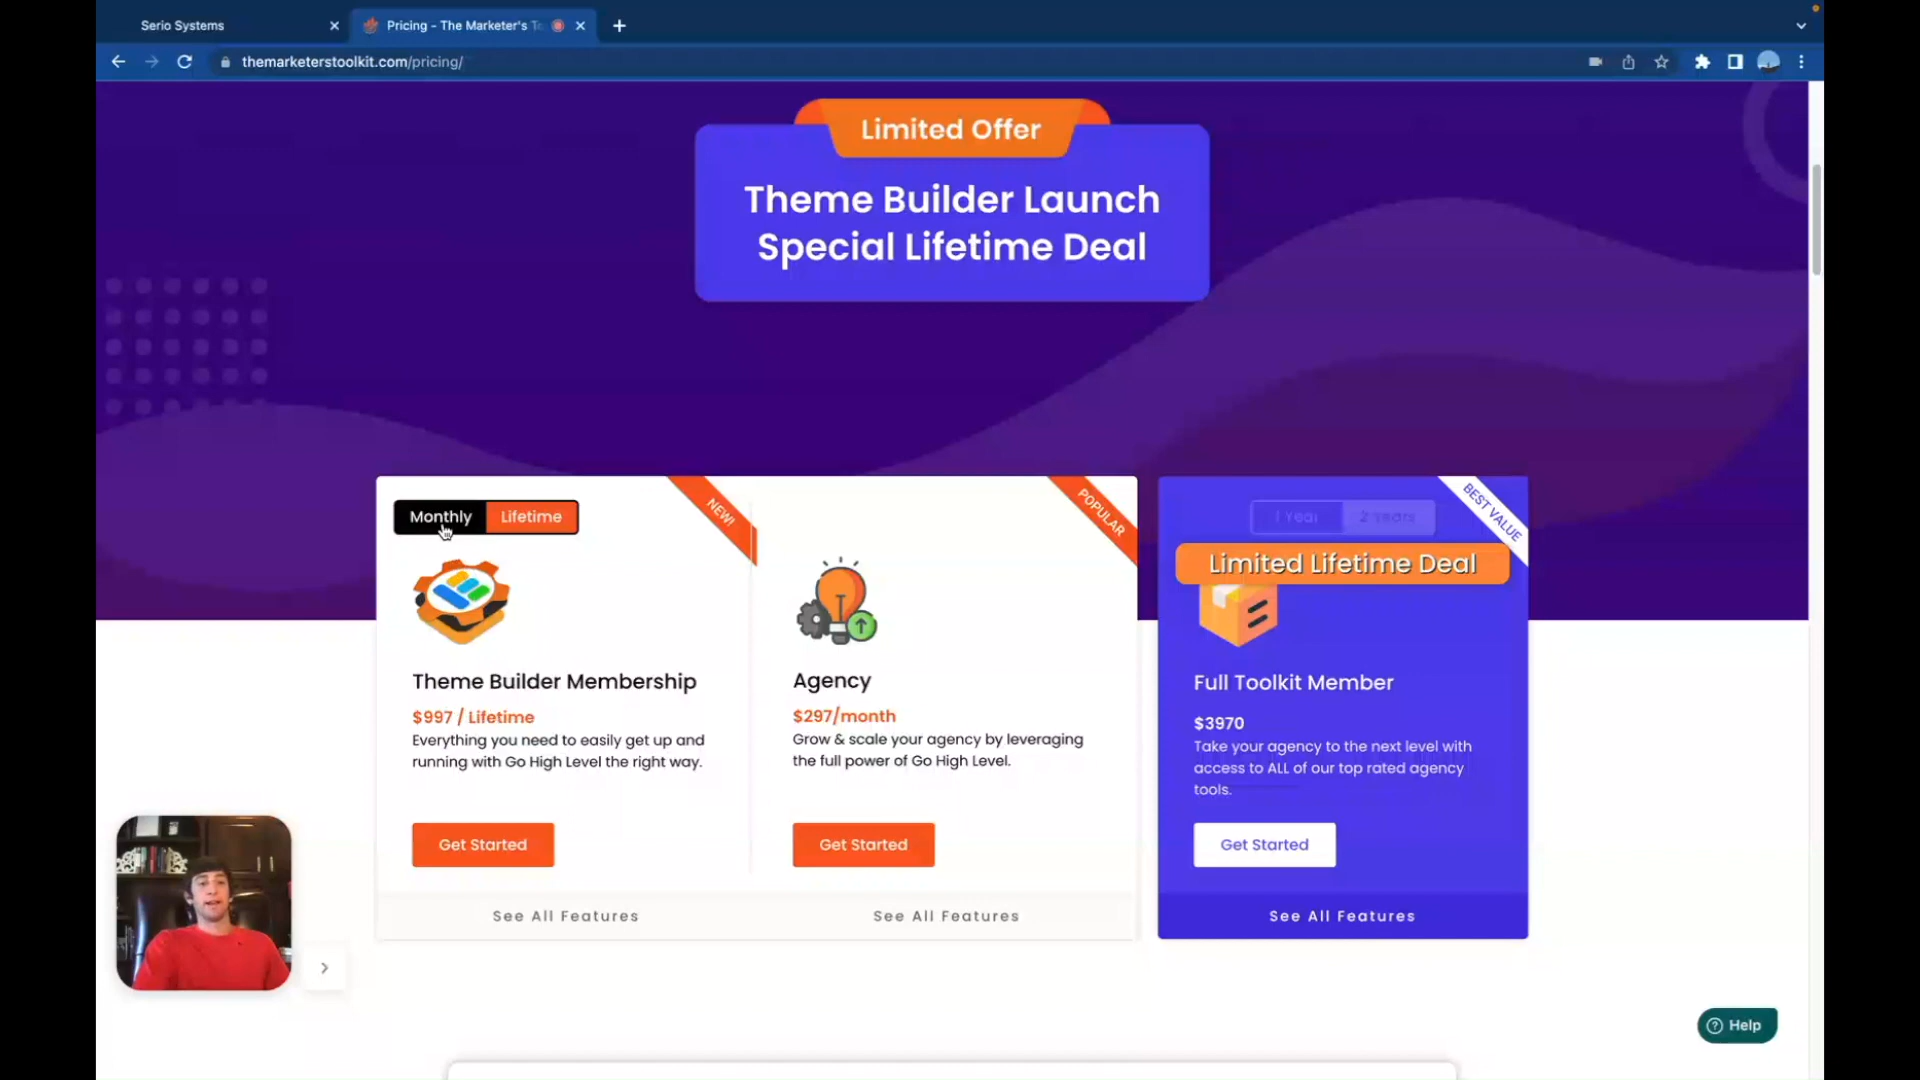 Serio Systems
Pricing - The Marketer's To
themarketerstoolkit.com/pricing/
Limited Offer
Theme Builder Launch
Special Lifetime Deal
Monthly
Lifetime
NEW!
POPULAR
1 Year
2 Years
BEST VALUE
Limited Lifetime Deal
Theme Builder Membership
$997 / Lifetime
Everything you need to easily get up and
running with Go High Level the right way.
Get Started
See All Features
Agency
$297/month
Grow & scale your agency by leveraging
the full power of Go High Level.
Get Started
See All Features
Full Toolkit Member
$3970
Take your agency to the next level with
access to ALL of our top rated agency
tools.
Get Started
See All Features
Help